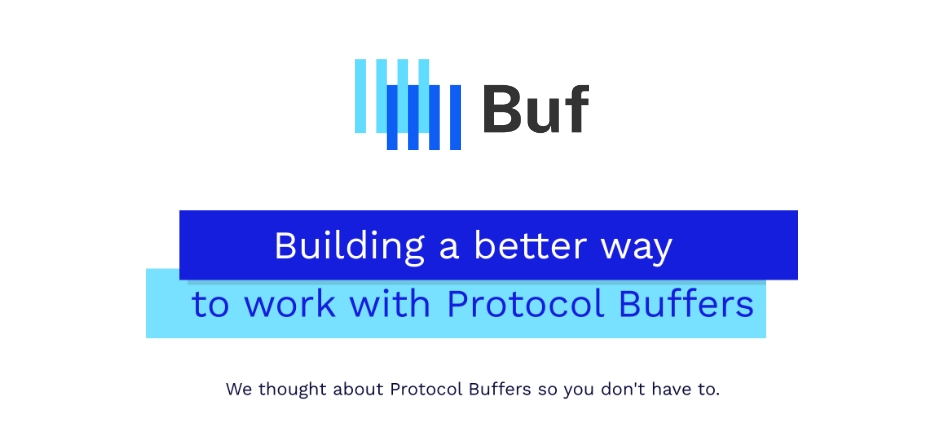 Buf
Building a better way
to work with Protocol Buffers
We thought about Protocol Buffers so you don't have to.